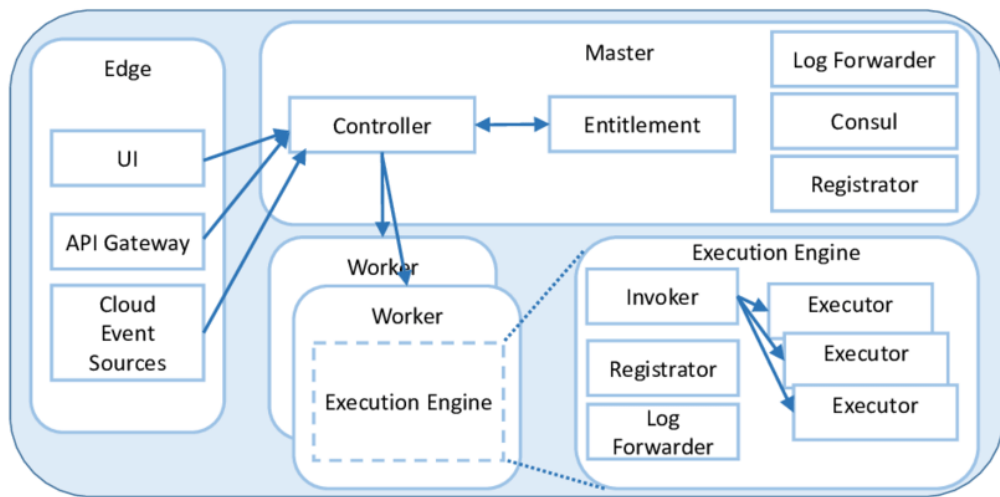 Edge
UI
API Gateway
Cloud
Event
Sources
Master
Controller
Entitlement
Log Forwarder
Consul
Registrator
Worker
Worker
Execution Engine
Execution Engine
Invoker
Registrator
Log
Forwarder
Executor
Executor
Executor